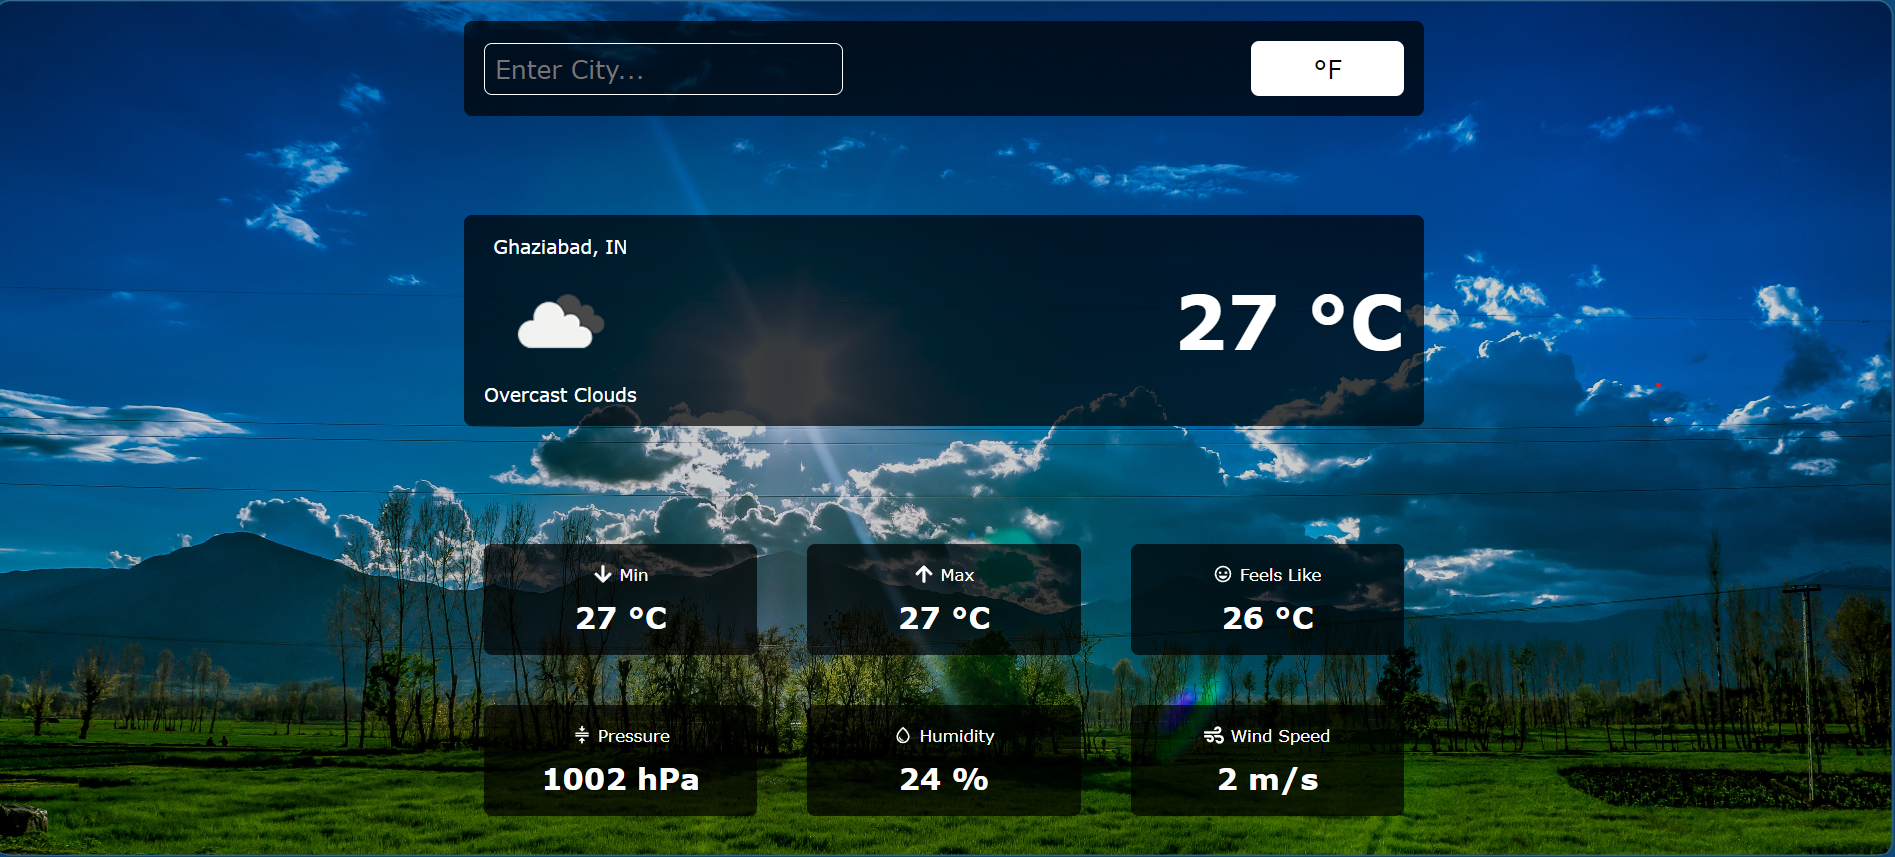 Enter City...
°F
Ghaziabad, IN
27 °C
Overcast Clouds
Min
27 °C
Max
27 °C
Feels Like
26 °C
Pressure
1002 hPa
Humidity
24 %
Wind Speed
2 m/s